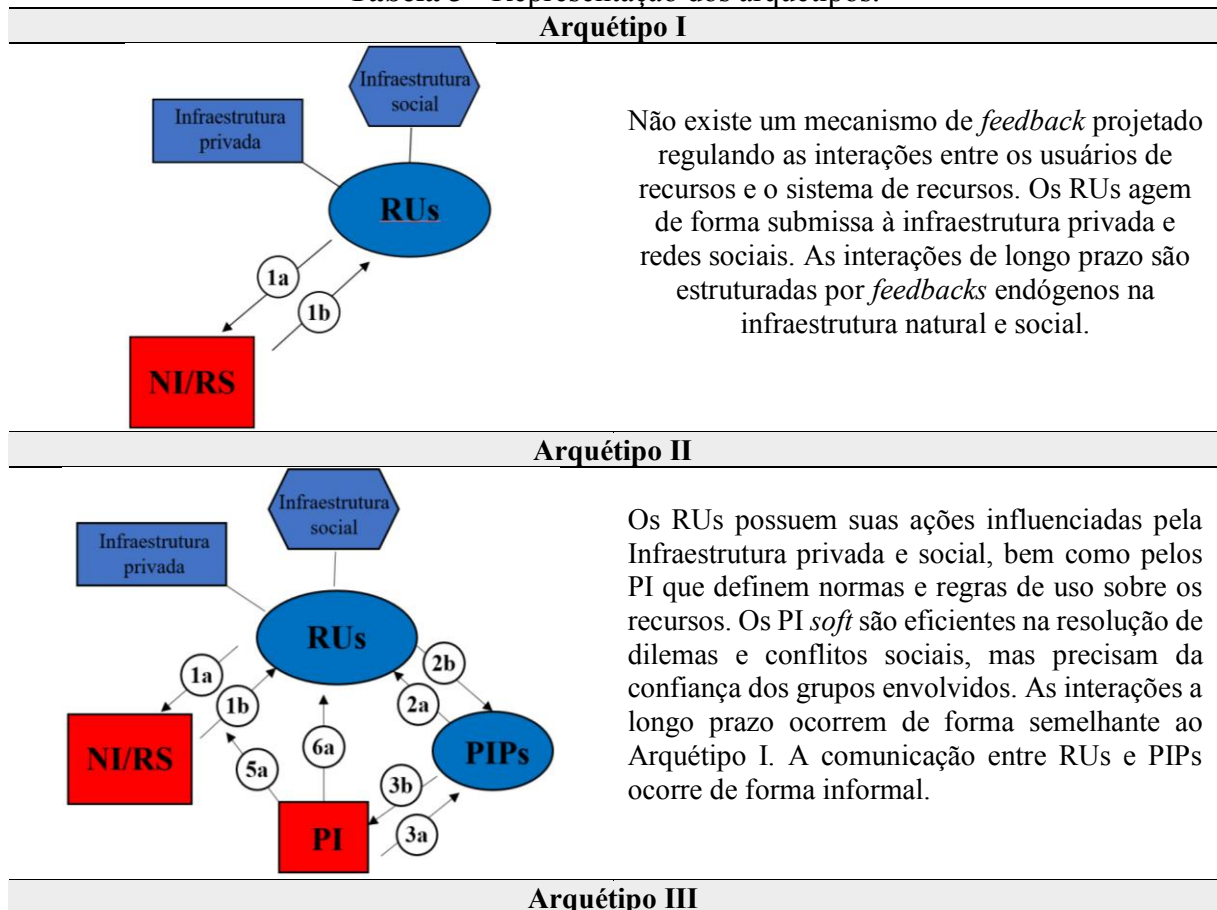 Tabela 3 - Representação dos arquétipos.
Arquétipo I
Infraestrutura
social
Infraestrutura
privada
RUs
1a
1b
NI/RS
Não existe um mecanismo de feedback projetado
regulando as interações entre os usuários de
recursos e o sistema de recursos. Os RUs agem
de forma submissa à infraestrutura privada e
redes sociais. As interações de longo prazo são
estruturadas por feedbacks endógenos na
infraestrutura natural e social.
Arquétipo II
Infraestrutura
social
Infraestrutura
privada
RUs
1a
1b
2b
2a
NI/RS
5a
6a
PIPs
3b
3a
PI
Os RUs possuem suas ações influenciadas pela
Infraestrutura privada e social, bem como pelos
PI que definem normas e regras de uso sobre os
recursos. Os PI soft são eficientes na resolução de
dilemas e conflitos sociais, mas precisam da
confiança dos grupos envolvidos. As interações a
longo prazo ocorrem de forma semelhante ao
Arquétipo I. A comunicação entre RUs e PIPs
ocorre de forma informal.
Arquétipo III